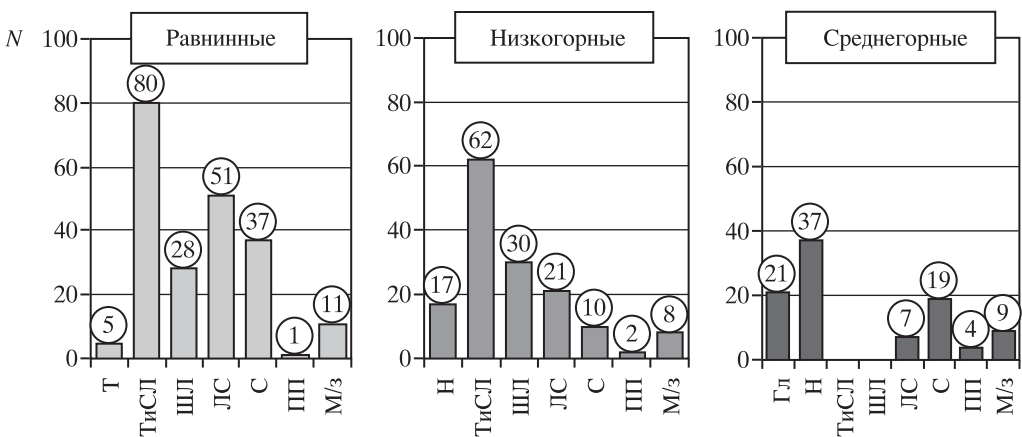 N
Равнинные
100
80
60
40
20
0
5
80
28
51
37
1
11
Т
ТиСЛ
ШЛ
ЛС
С
ПП
М/з
Низкогорные
100
80
60
40
20
0
17
62
30
21
10
2
8
Н
ТиСЛ
ШЛ
ЛС
С
ПП
М/з
Среднегорные
100
80
60
40
20
0
21
37
7
19
4
9
Гл
Н
ТиСЛ
ШЛ
ЛС
С
ПП
М/з